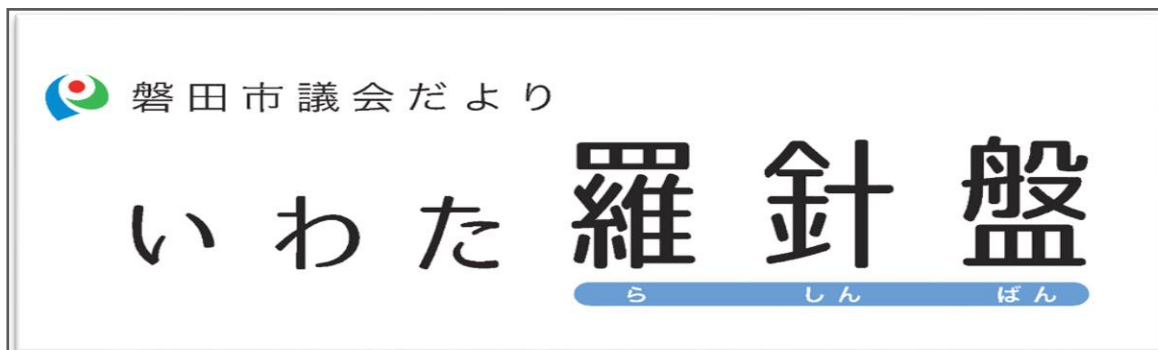 磐田市議会だより
いわた羅針盤
らしんばん